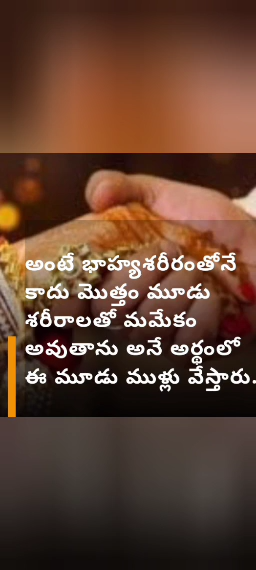 అంటే భాహ్యశరీరంతోనే
కాదు మొత్తం మూడు
శరీరాలతో మమేకం
అవుతాను అనే అర్థంలో
ఈ మూడు ముళ్లు వేస్తారు.